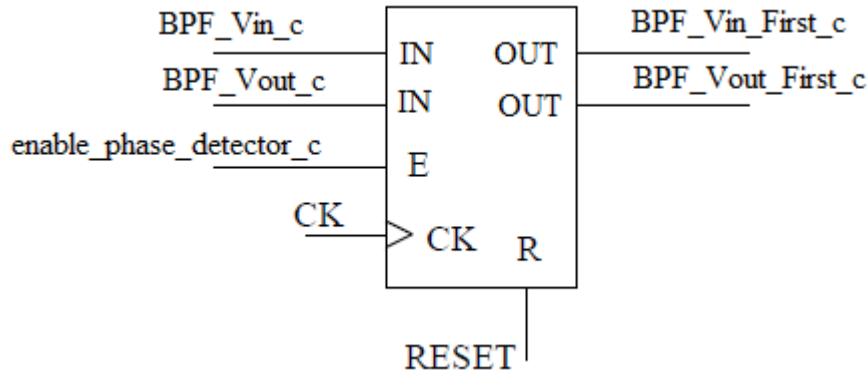 BPF_Vin_c
BPF_Vin_First_c
IN OUT
BPF_Vout_c
BPF_Vout_First_c
IN OUT
enable_phase_detector_c
E
CK
CK
R
RESET